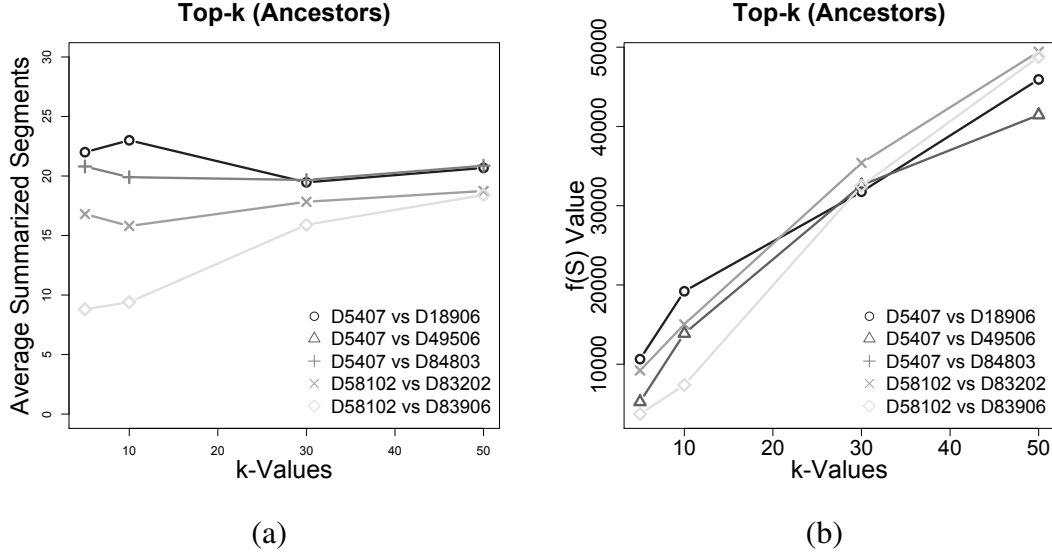 Top-k (Ancestors)
Average Summarized Segments
30
25
20
15
10
5
0
10
20
30
40
50
k-Values
D5407 vs D18906
D5407 vs D49506
D5407 vs D84803
D58102 vs D83202
D58102 vs D83906
(a)
Top-k (Ancestors)
f(S) Value
50000
40000
30000
20000
10000
10
20
30
40
50
k-Values
D5407 vs D18906
D5407 vs D49506
D5407 vs D84803
D58102 vs D83202
D58102 vs D83906
(b)